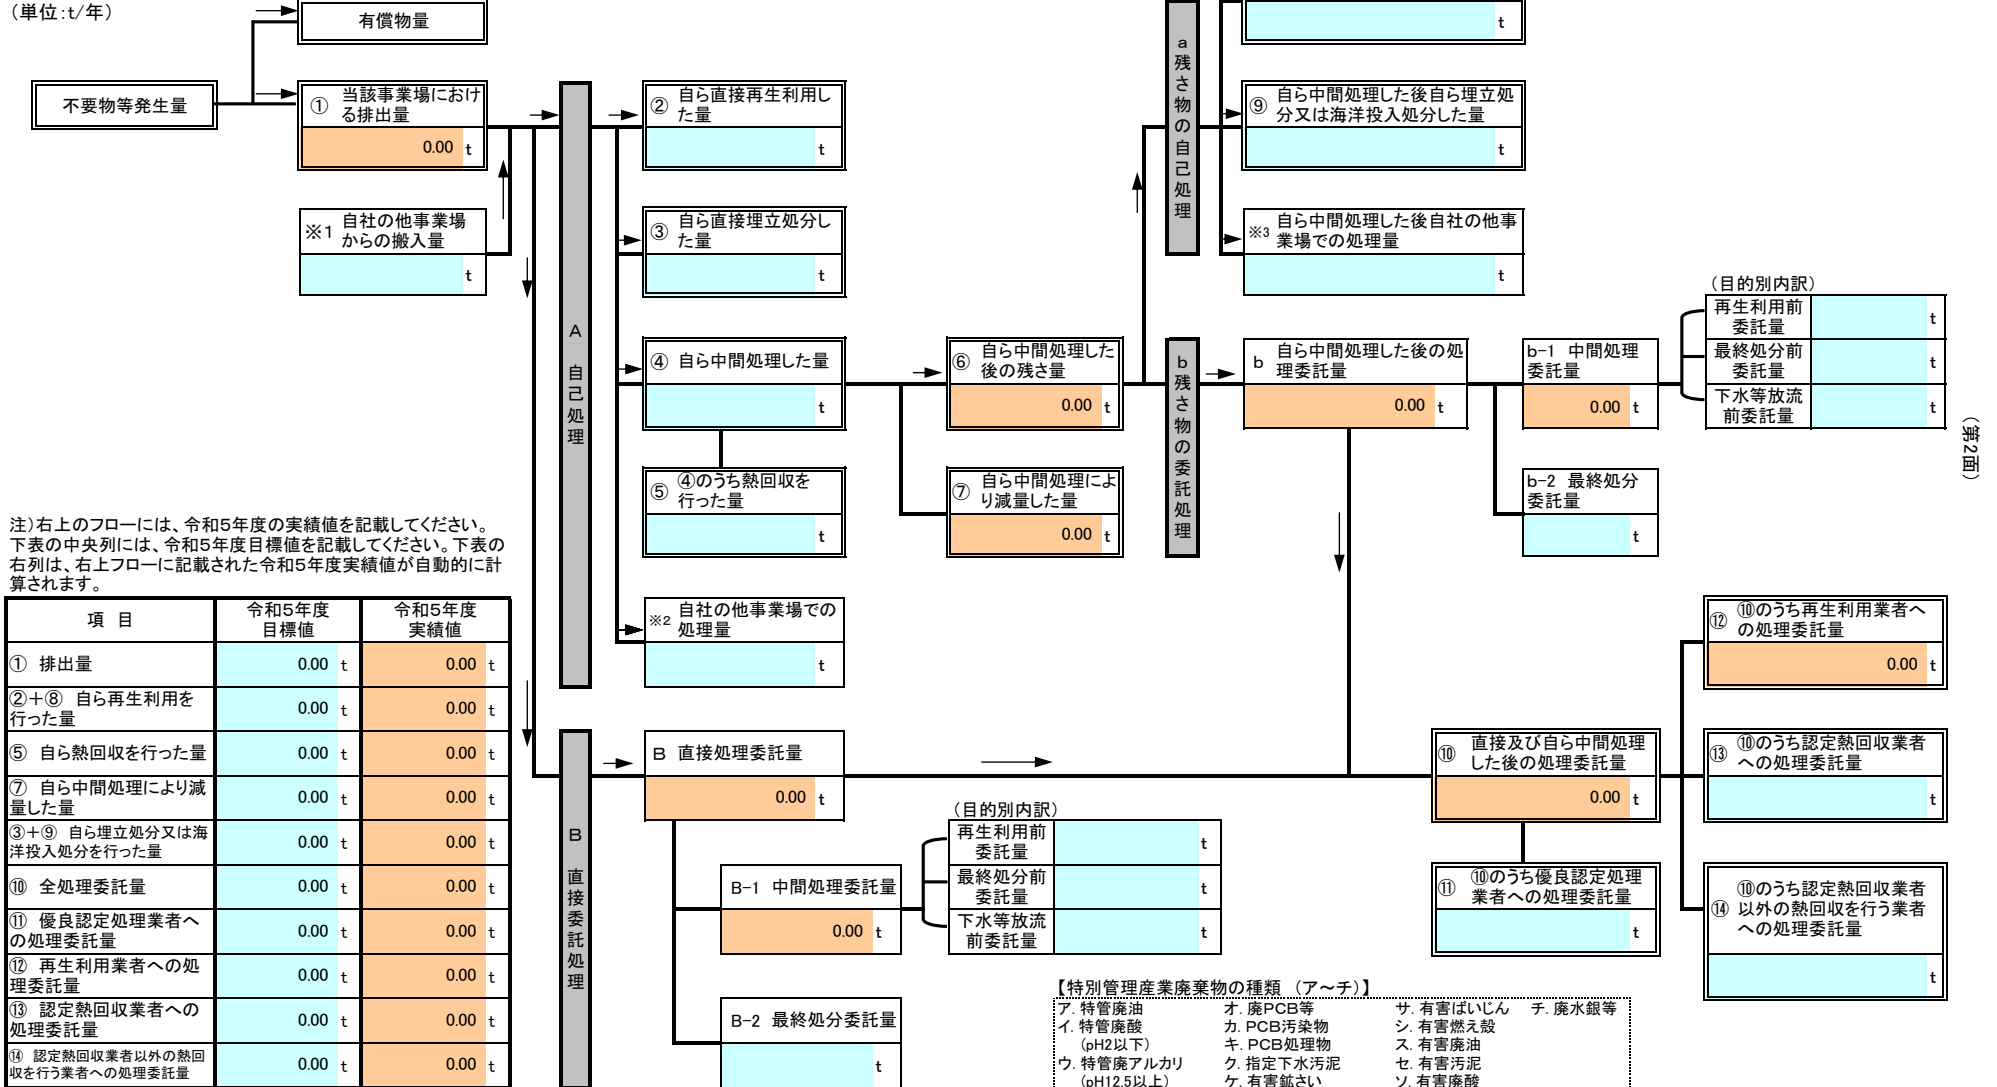 (単位:t/年)
有償物量
不要物等発生量
① 当該事業場におけ
る排出量
0.00 t
※1 自社の他事業場
からの搬入量
t
A 自己処理
② 自ら直接再生利用し
た量
t
③ 自ら直接埋立処分し
た量
t
④ 自ら中間処理した量
t
⑤ ④のうち熱回収を
行った量
t
※2 自社の他事業場での
処理量
t
⑥ 自ら中間処理した
後の残さ量
0.00 t
⑦ 自ら中間処理によ
り減量した量
0.00 t
a残さ物の自己処理
t
⑨ 自ら中間処理した後自ら埋立処
分又は海洋投入処分した量
t
※3 自ら中間処理した後自社の他事
業場での処理量
t
b残さ物の委託処理
b 自ら中間処理した後の処
理委託量
0.00 t
b-1 中間処理
委託量
0.00 t
(目的別内訳)
再生利用前
委託量
t
最終処分前
委託量
t
下水等放流
前委託量
t
b-2 最終処分
委託量
t
(第2面)
注)右上のフローには、令和5年度の実績値を記載してください。
下表の中央列には、令和5年度目標値を記載してください。下表の
右列は、右上フローに記載された令和5年度実績値が自動的に計
算されます。
項 目
令和5年度
目標値
令和5年度
実績値
① 排出量
0.00 t 0.00 t
②+⑧ 自ら再生利用を
行った量
0.00 t 0.00 t
⑤ 自ら熱回収を行った量
0.00 t 0.00 t
⑦ 自ら中間処理により減
量した量
0.00 t 0.00 t
③+⑨ 自ら埋立処分又は海
洋投入処分を行った量
0.00 t 0.00 t
⑩ 全処理委託量
0.00 t 0.00 t
⑪ 優良認定処理業者へ
の処理委託量
0.00 t 0.00 t
⑫ 再生利用業者への処
理委託量
0.00 t 0.00 t
⑬ 認定熱回収業者への
処理委託量
0.00 t 0.00 t
⑭ 認定熱回収業者以外の熱回
収を行う業者への処理委託量
0.00 t 0.00 t
B 直接委託処理
B 直接処理委託量
0.00 t
B-1 中間処理委託量
0.00 t
(目的別内訳)
再生利用前
委託量
t
最終処分前
委託量
t
下水等放流
前委託量
t
B-2 最終処分委託量
t
⑩ 直接及び自ら中間処理
した後の処理委託量
0.00 t
⑪ ⑩のうち優良認定処理
業者への処理委託量
t
⑫ ⑩のうち再生利用業者へ
の処理委託量
0.00 t
⑬ ⑩のうち認定熱回収業者
への処理委託量
t
⑭ ⑩のうち認定熱回収業者
以外の熱回収を行う業者
への処理委託量
t
【特別管理産業廃棄物の種類 (ア~チ)】
ア. 特管廃油 オ. 廃PCB等 サ. 有害ばいじん チ. 廃水銀等
イ. 特管廃酸 カ. PCB汚染物 シ. 有害燃え殻
(pH2以下) キ. PCB処理物 ス. 有害廃油
ウ. 特管廃アルカリ ク. 指定下水汚泥 セ. 有害汚泥
(pH12.5以上) ケ. 有害鉱さい ソ. 有害廃酸